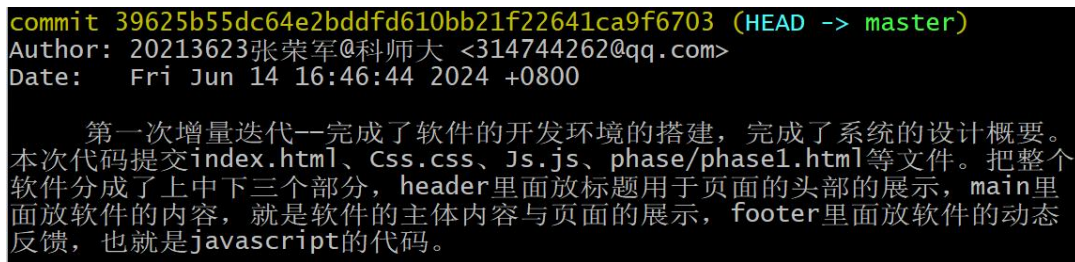 commit 39625b55dc64e2bddfd610bb21f22641ca9f6703 (HEAD -> master)
Author: 20213623张荣军@科师大 <314744262@qq.com>
Date:   Fri Jun 14 16:46:44 2024 +0800
第一次增量迭代——完成了软件的开发环境的搭建，完成了系统的设计概要。
本次代码提交index.html、Css.css、Js.js、phase/phase1.html等文件。把整个
软件分成了上中下三个部分，header里面放标题用于页面的头部的展示，main里
面放软件的内容，就是软件的主体内容与页面的展示，footer里面放软件的动态
反馈，也就是javascript的代码。